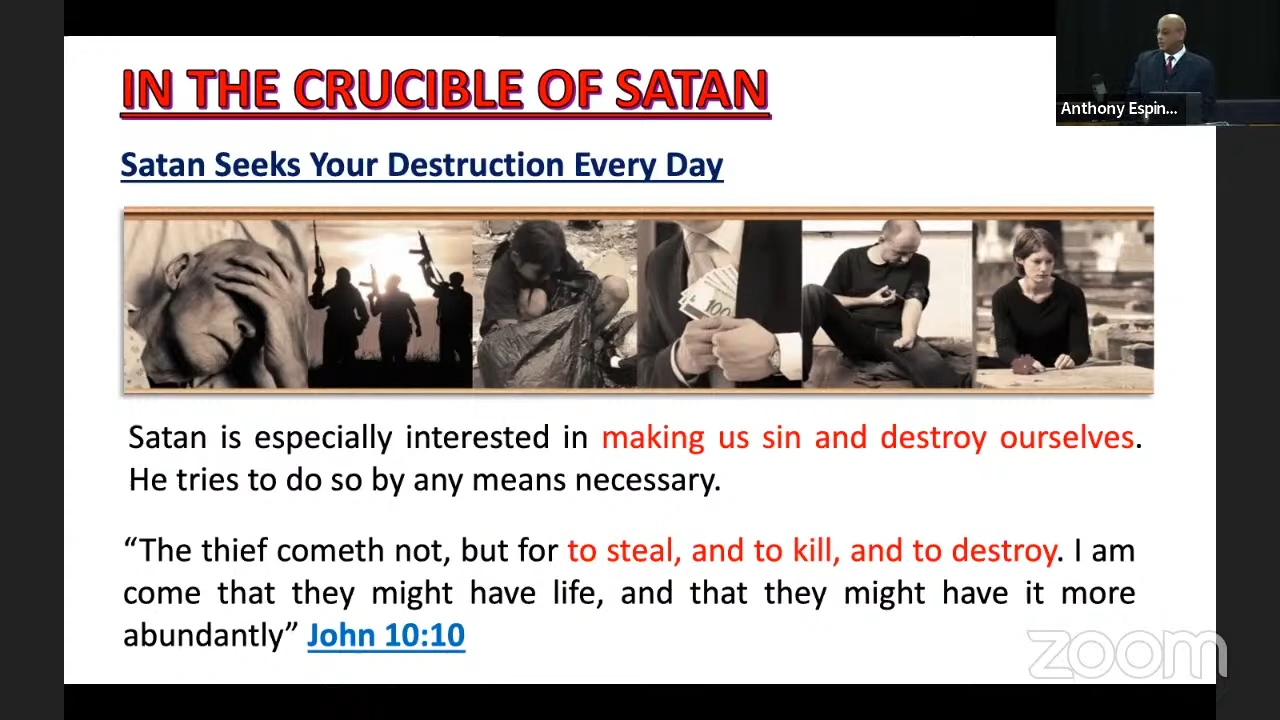 IN THE CRUCIBLE OF SATAN
Anthony Espin...
Satan Seeks Your Destruction Every Day
100
Satan is especially interested in making us sin and destroy ourselves.
He tries to do so by any means necessary.
“The thief cometh not, but for to steal, and to kill, and to destroy. I am
come that they might have life, and that they might have it more
abundantly” John 10:10
zoom